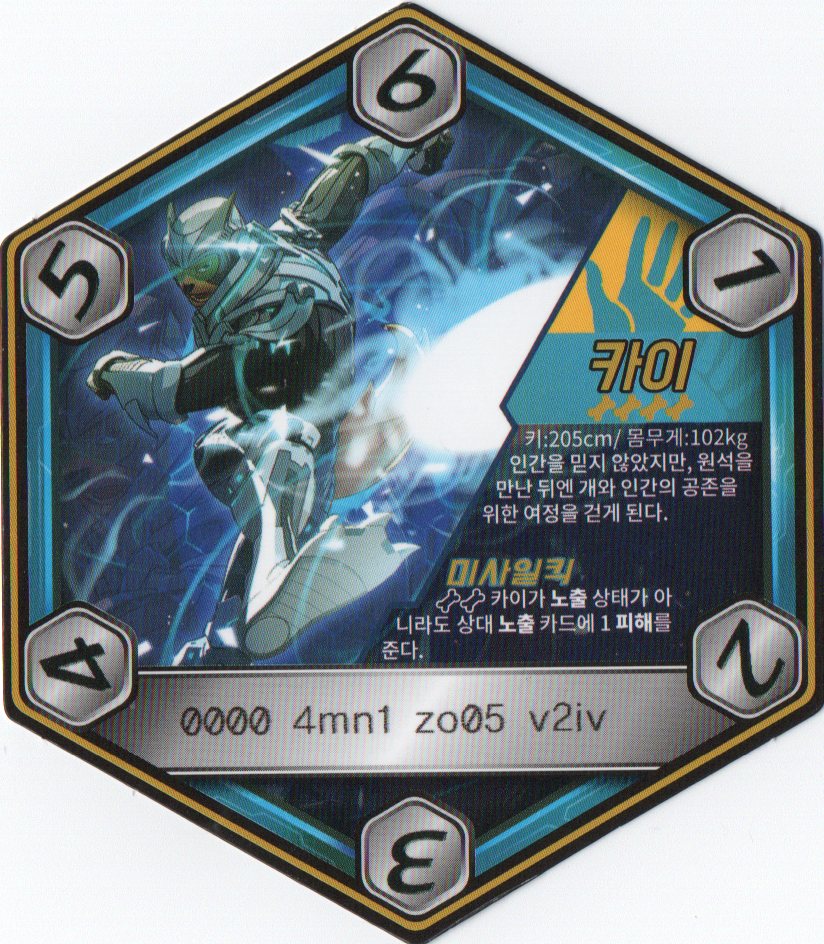 6
5
1
카이
키:205cm/ 몸무게:102kg
인간을 믿지 않았지만, 원석을
만난 뒤엔 개와 인간의 공존을
위한 여정을 걷게 된다.
미사일킥
카이가 노출 상태가 아
니라도 상대 노출 카드에 1 피해를
준다.
4
2
0000 4mn1 zo05 v2iv
3